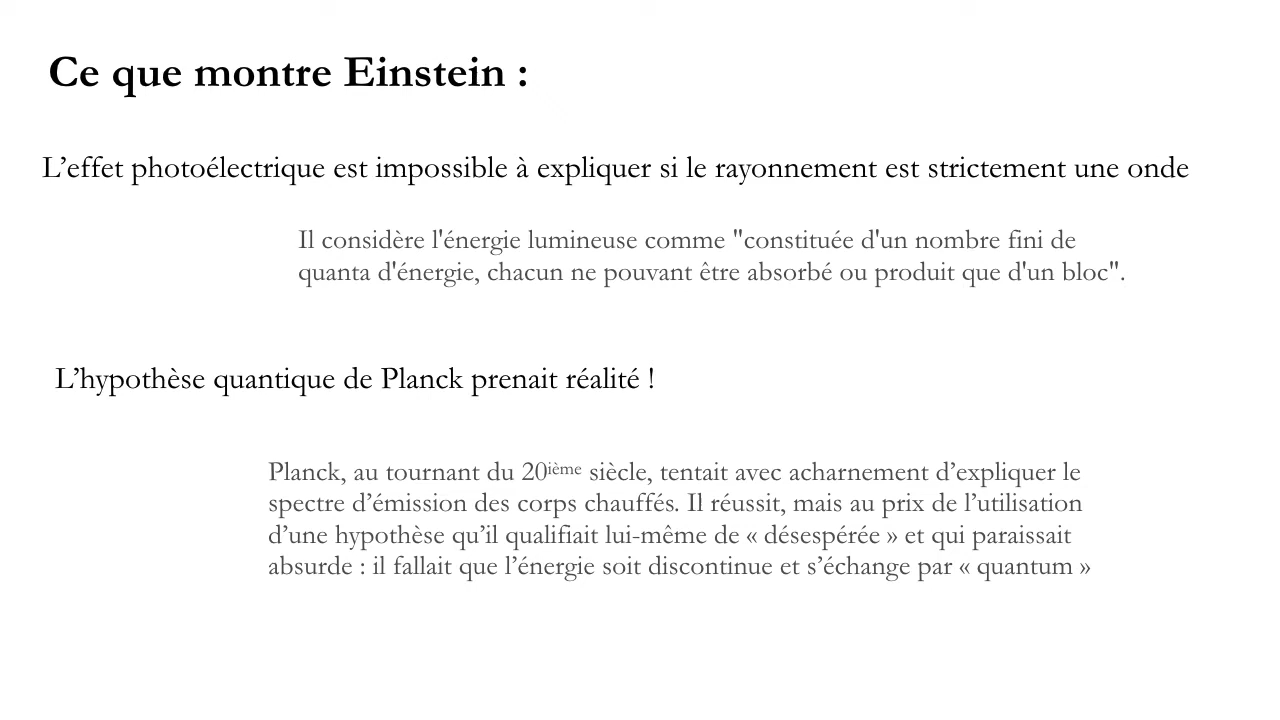 Ce que montre Einstein :
L’effet photoélectrique est impossible à expliquer si le rayonnement est strictement une onde
Il considère l'énergie lumineuse comme "constituée d'un nombre fini de
quanta d'énergie, chacun ne pouvant être absorbé ou produit que d'un bloc".
L’hypothèse quantique de Planck prenait réalité !
Planck, au tournant du 20ième siècle, tentait avec acharnement d’expliquer le
spectre d’émission des corps chauffés. Il réussit, mais au prix de l’utilisation
d’une hypothèse qu’il qualifiait lui-même de « désespérée » et qui paraissait
absurde : il fallait que l’énergie soit discontinue et s’échange par « quantum »